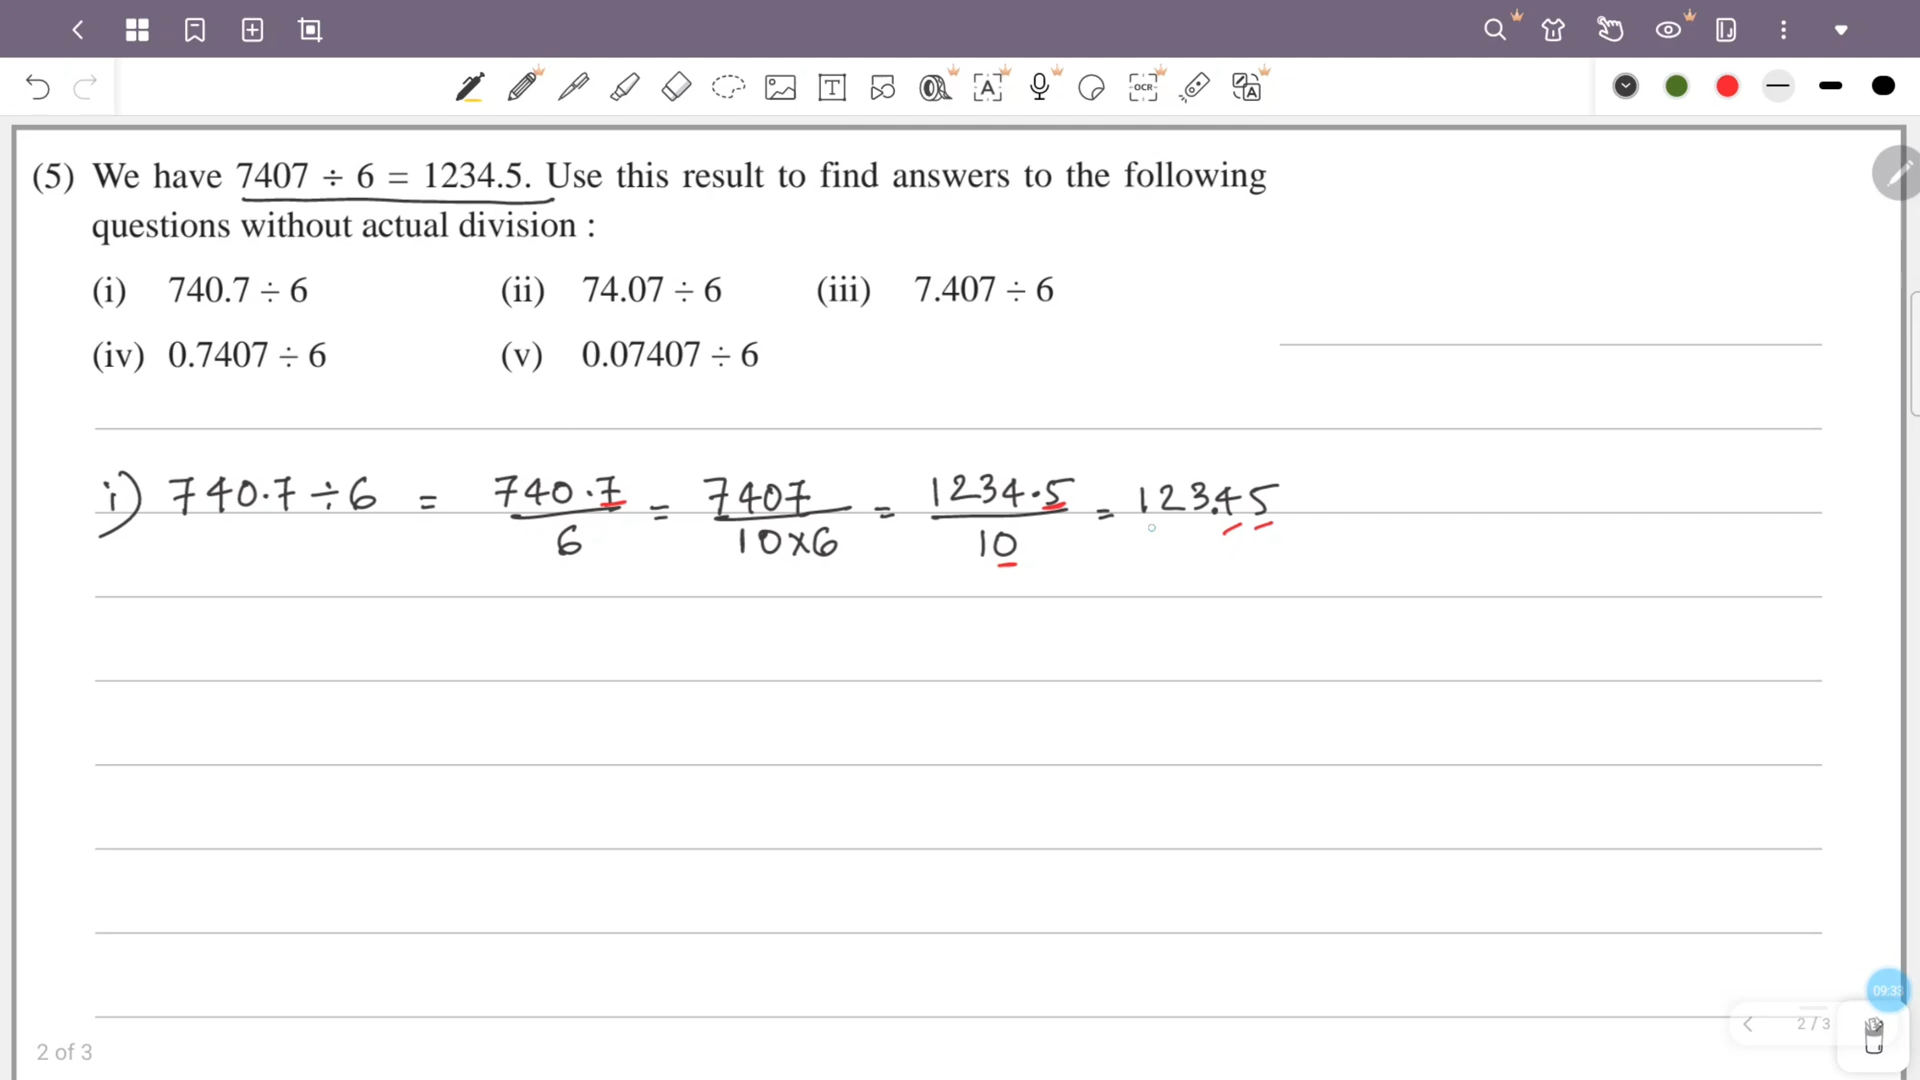 (5) We have 7407 ÷ 6 = 1234.5. Use this result to find answers to the following
questions without actual division :
(i) 740.7 ÷ 6 (ii) 74.07 ÷ 6 (iii) 7.407 ÷ 6
(iv) 0.7407 ÷ 6 (v) 0.07407 ÷ 6
i) 740.7 ÷ 6 = 740.7/6 = 7407/10×6 = 1234.5/10 = 123.45
09:33
2 / 3
2 of 3